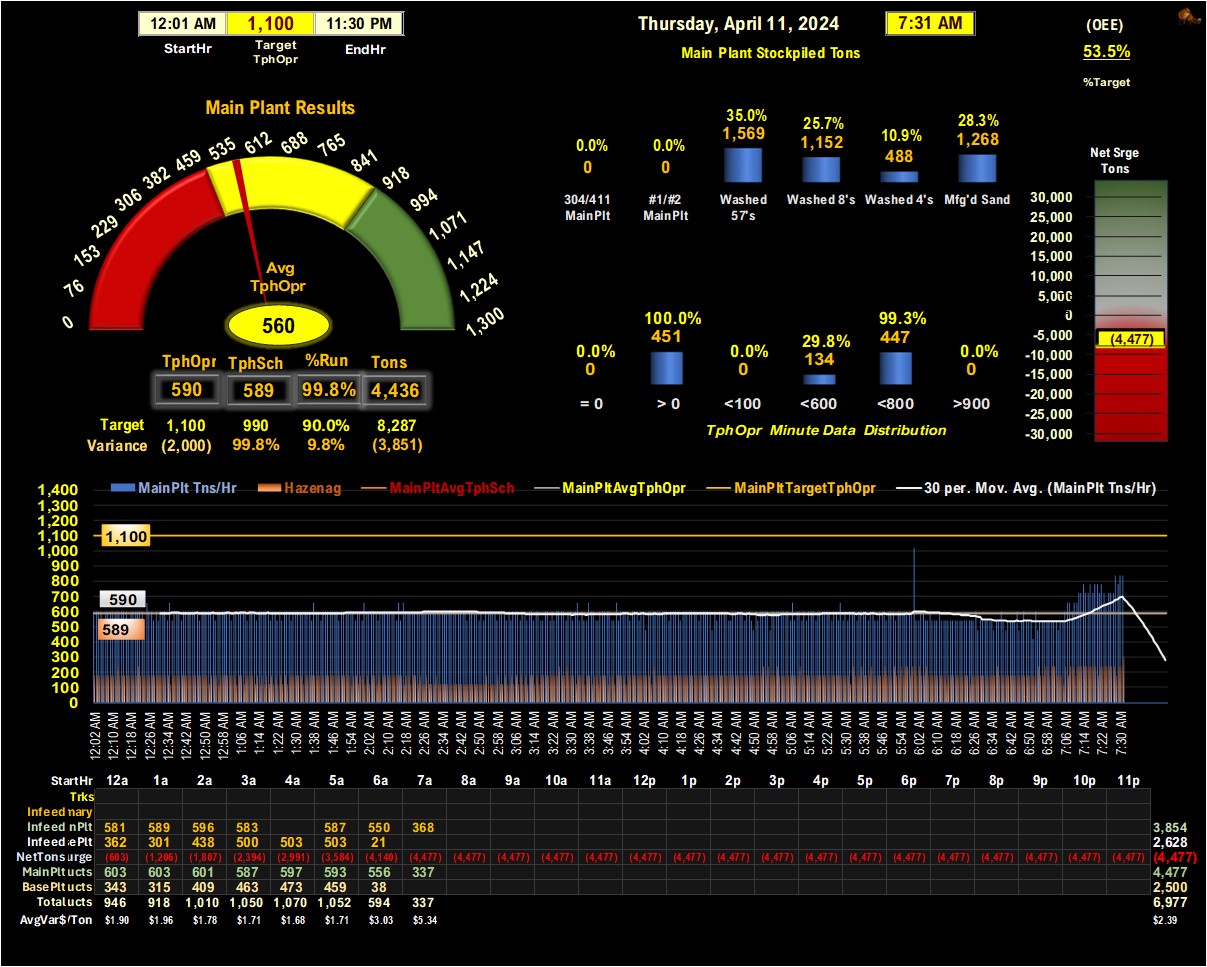 12:01 AM 1,100 11:30 PM
StartHr Target TphOpr EndHr
Thursday, April 11, 2024 7:31 AM
Main Plant Stockpiled Tons
(OEE)
53.5%
%Target
Main Plant Results
0 76 153 229 306 382 459 535 612 688 765 841 918 994 1,071 1,147 1,224 1,300
Avg
TphOpr
560
TphOpr TphSch %Run Tons
590 589 99.8% 4,436
Target 1,100 990 90.0% 8,287
Variance (2,000) 99.8% 9.8% (3,851)
0.0% 0.0% 35.0% 25.7% 10.9% 28.3%
0 0 1,569 1,152 488 1,268
304/411 MainPlt #1/#2 MainPlt Washed 57's Washed 8's Washed 4's Mfg'd Sand
0.0% 100.0% 0.0% 29.8% 99.3% 0.0%
0 451 0 134 447 0
= 0 > 0 <100 <600 <800 >900
TphOpr Minute Data Distribution
Net Srge
Tons
30,000
25,000
20,000
15,000
10,000
5,000
0
-5,000
(4,477)
-10,000
-15,000
-20,000
-25,000
-30,000
MainPlt Tns/Hr Hazenag MainPltAvgTphSch MainPltAvgTphOpr MainPltTargetTphOpr 30 per. Mov. Avg. (MainPlt Tns/Hr)
1,400
1,300
1,200
1,100
1,000
900
800
700
600
500
400
300
200
100
0
1,100
590
589
12:02 AM 12:10 AM 12:18 AM 12:26 AM 12:34 AM 12:42 AM 12:50 AM 12:58 AM 1:06 AM 1:14 AM 1:22 AM 1:30 AM 1:38 AM 1:46 AM 1:54 AM 2:02 AM 2:10 AM 2:18 AM 2:26 AM 2:34 AM 2:42 AM 2:50 AM 2:58 AM 3:06 AM 3:14 AM 3:22 AM 3:30 AM 3:38 AM 3:46 AM 3:54 AM 4:02 AM 4:10 AM 4:18 AM 4:26 AM 4:34 AM 4:42 AM 4:50 AM 4:58 AM 5:06 AM 5:14 AM 5:22 AM 5:30 AM 5:38 AM 5:46 AM 5:54 AM 6:02 AM 6:10 AM 6:18 AM 6:26 AM 6:34 AM 6:42 AM 6:50 AM 6:58 AM 7:06 AM 7:14 AM 7:22 AM 7:30 AM
StartHr 12a 1a 2a 3a 4a 5a 6a 7a 8a 9a 10a 11a 12p 1p 2p 3p 4p 5p 6p 7p 8p 9p 10p 11p
Trks
Infeed mary
Infeed nPlt 581 589 596 583 587 550 368 3,854
Infeed ePlt 362 301 438 500 503 503 21 2,628
NetTons urge (603) (1,206) (1,807) (2,394) (2,991) (3,584) (4,140) (4,477) (4,477) (4,477) (4,477) (4,477) (4,477) (4,477) (4,477) (4,477) (4,477) (4,477) (4,477) (4,477) (4,477) (4,477) (4,477) (4,477) (4,477)
MainPlt ucts 603 603 601 587 597 593 556 337 4,477
BasePlt ucts 343 315 409 463 473 459 38 2,500
Total ucts 946 918 1,010 1,050 1,070 1,052 594 337 6,977
AvgVar$/Ton $1.90 $1.96 $1.78 $1.71 $1.68 $1.71 $3.03 $5.34 $2.39